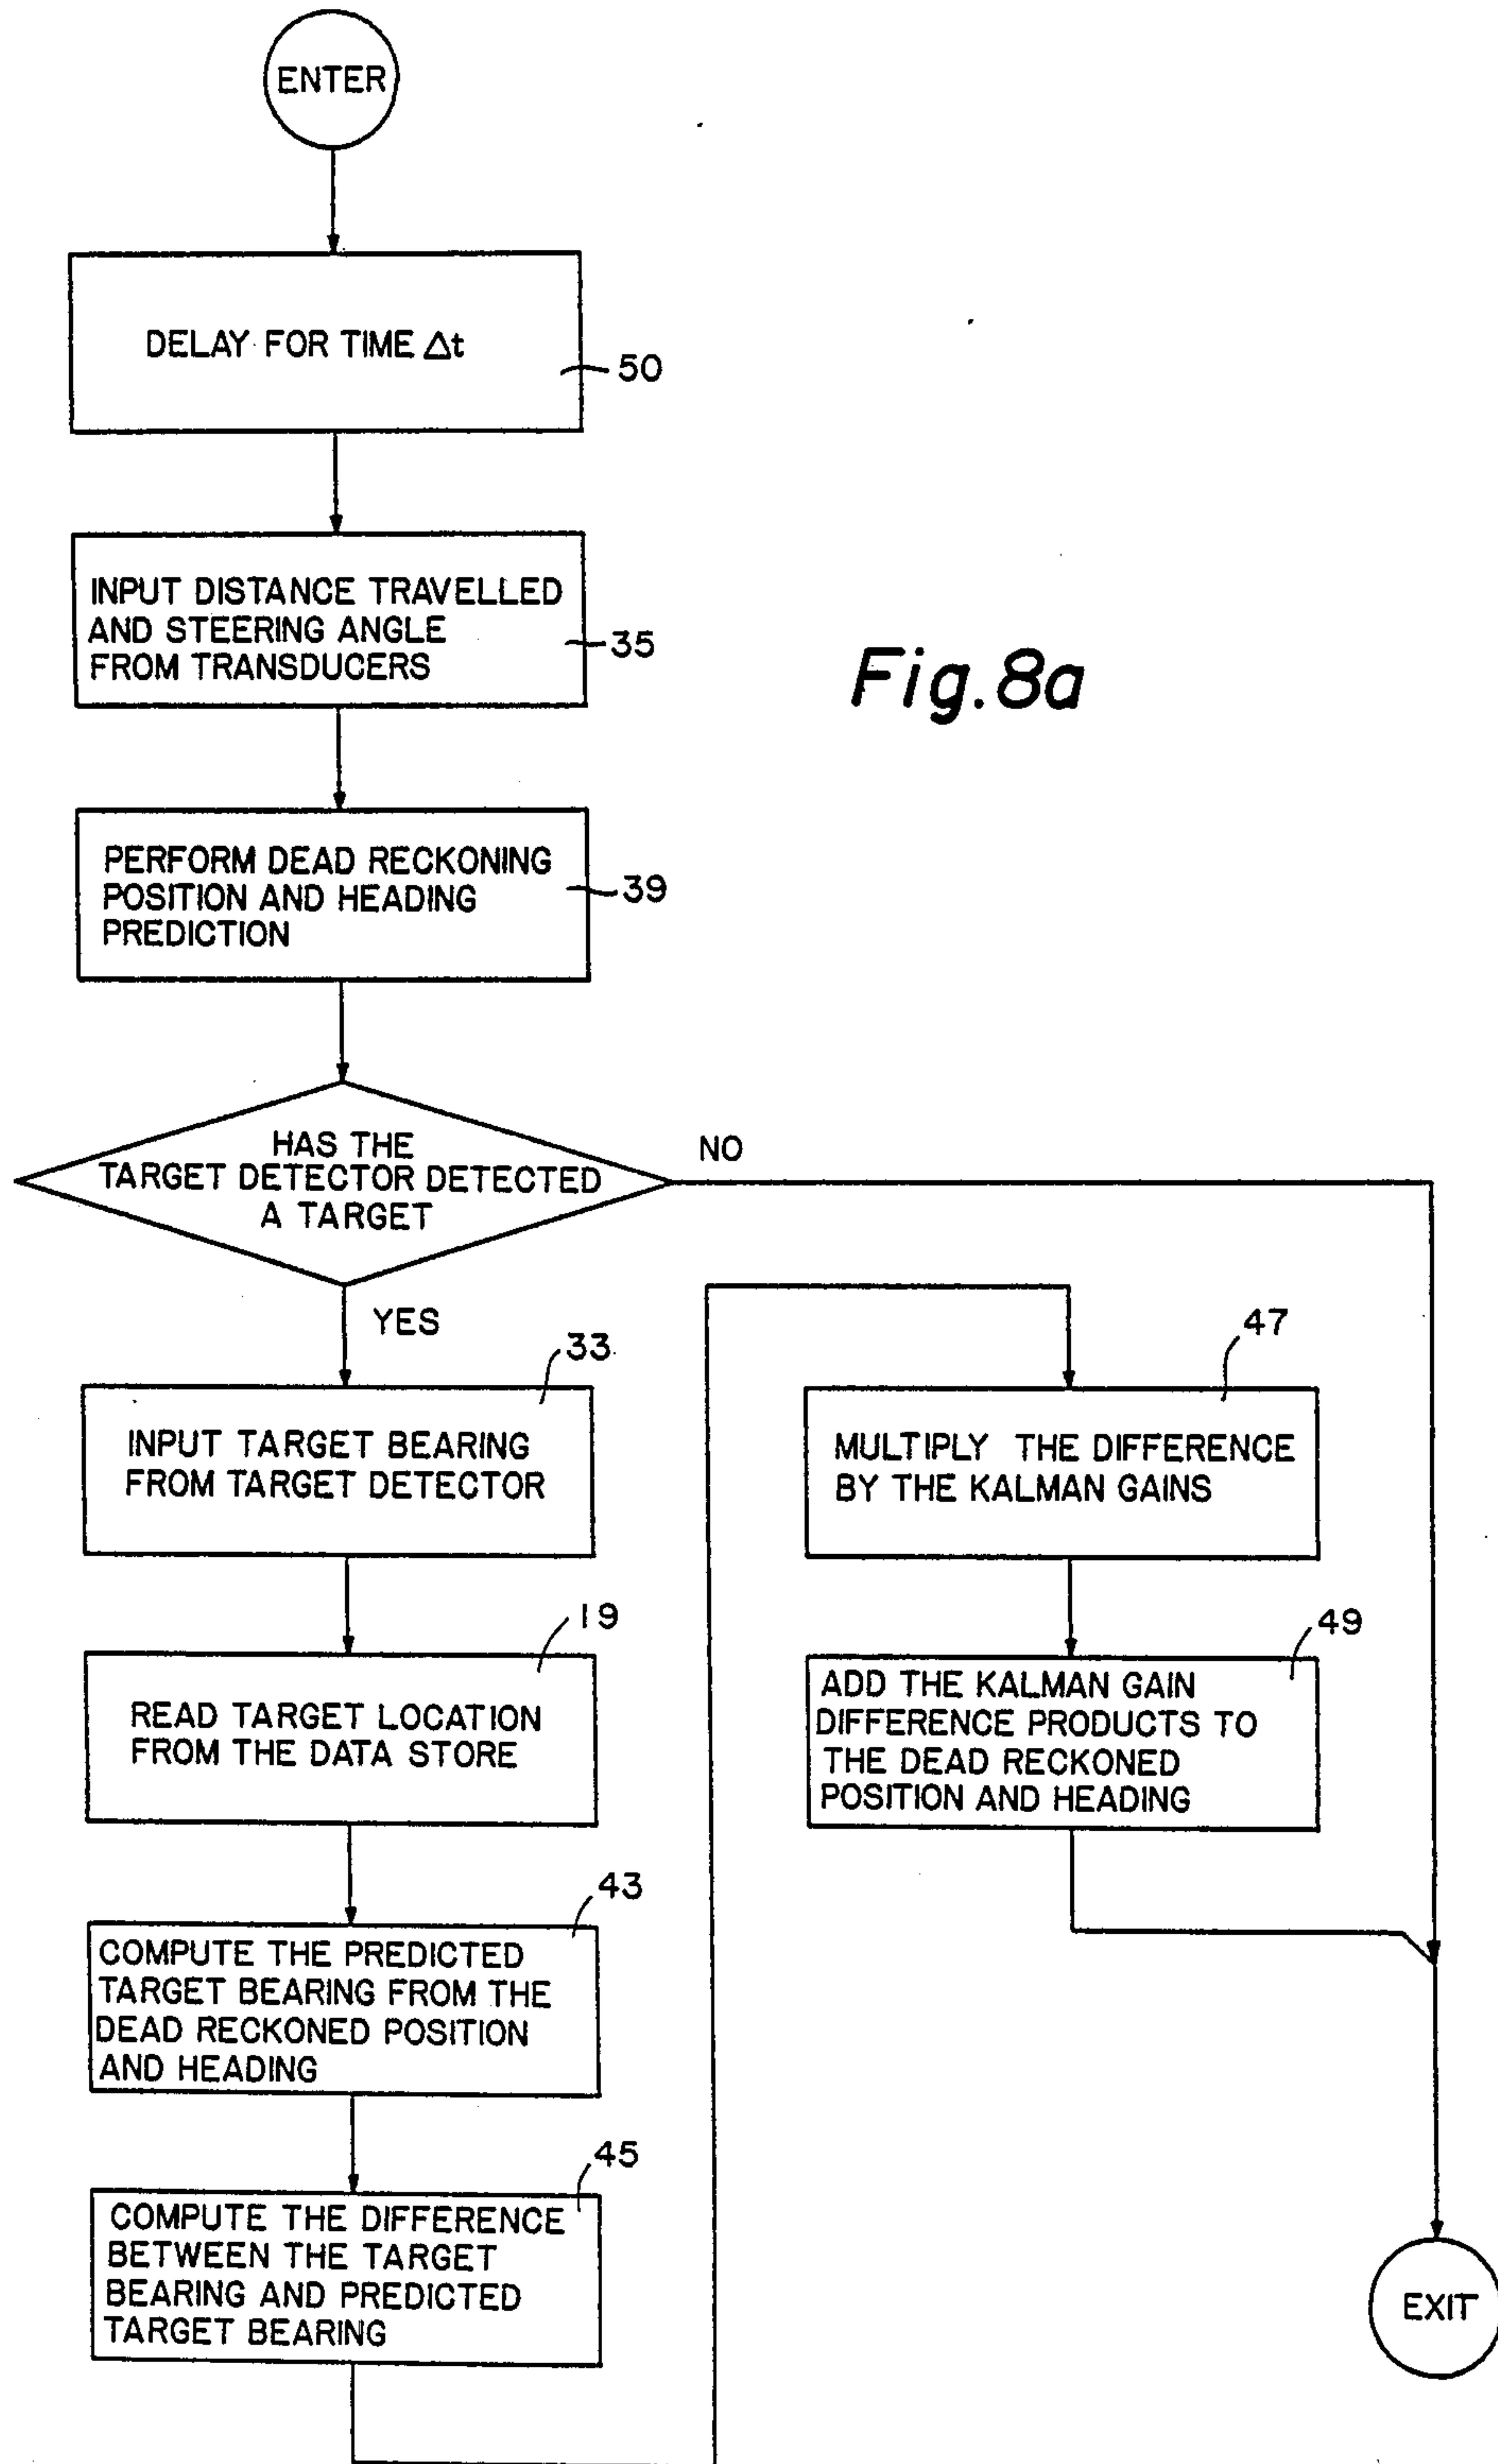 ENTER
DELAY FOR TIME Δt
50
INPUT DISTANCE TRAVELLED
AND STEERING ANGLE
FROM TRANSDUCERS
35
Fig.8a
PERFORM DEAD RECKONING
POSITION AND HEADING
PREDICTION
39
HAS THE
TARGET DETECTOR DETECTED
A TARGET
NO
YES
33
INPUT TARGET BEARING
FROM TARGET DETECTOR
19
READ TARGET LOCATION
FROM THE DATA STORE
43
COMPUTE THE PREDICTED
TARGET BEARING FROM THE
DEAD RECKONED POSITION
AND HEADING
45
COMPUTE THE DIFFERENCE
BETWEEN THE TARGET
BEARING AND PREDICTED
TARGET BEARING
47
MULTIPLY THE DIFFERENCE
BY THE KALMAN GAINS
49
ADD THE KALMAN GAIN
DIFFERENCE PRODUCTS TO
THE DEAD RECKONED
POSITION AND HEADING
EXIT